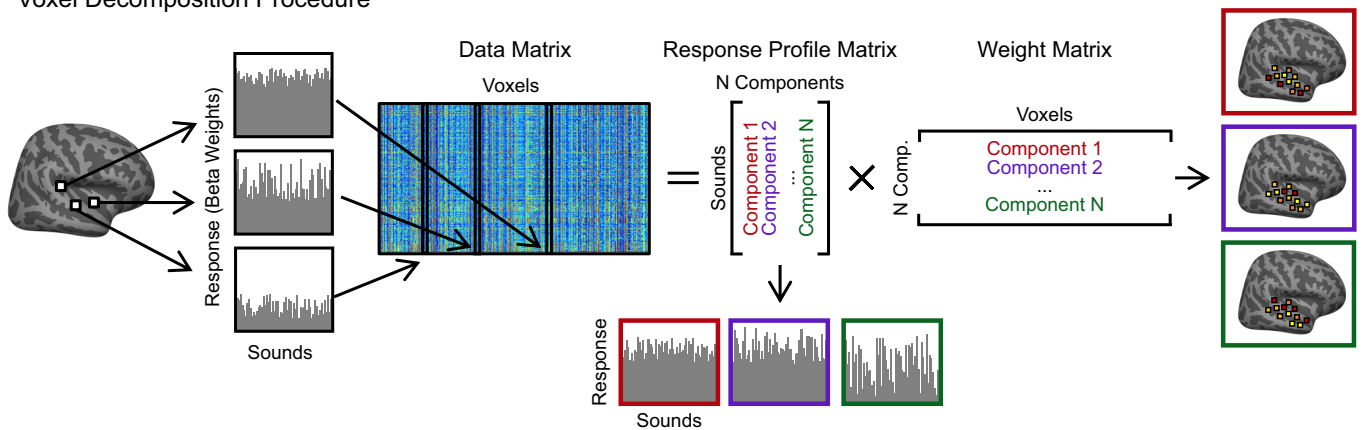 Voxel Decomposition Procedure
Data Matrix
Response Profile Matrix
Weight Matrix
Voxels
N Components
Voxels
Response (Beta Weights)
Sounds
Sounds
Component 1
Component 2
...
Component N
N Comp.
Component 1
Component 2
...
Component N
Response
Sounds